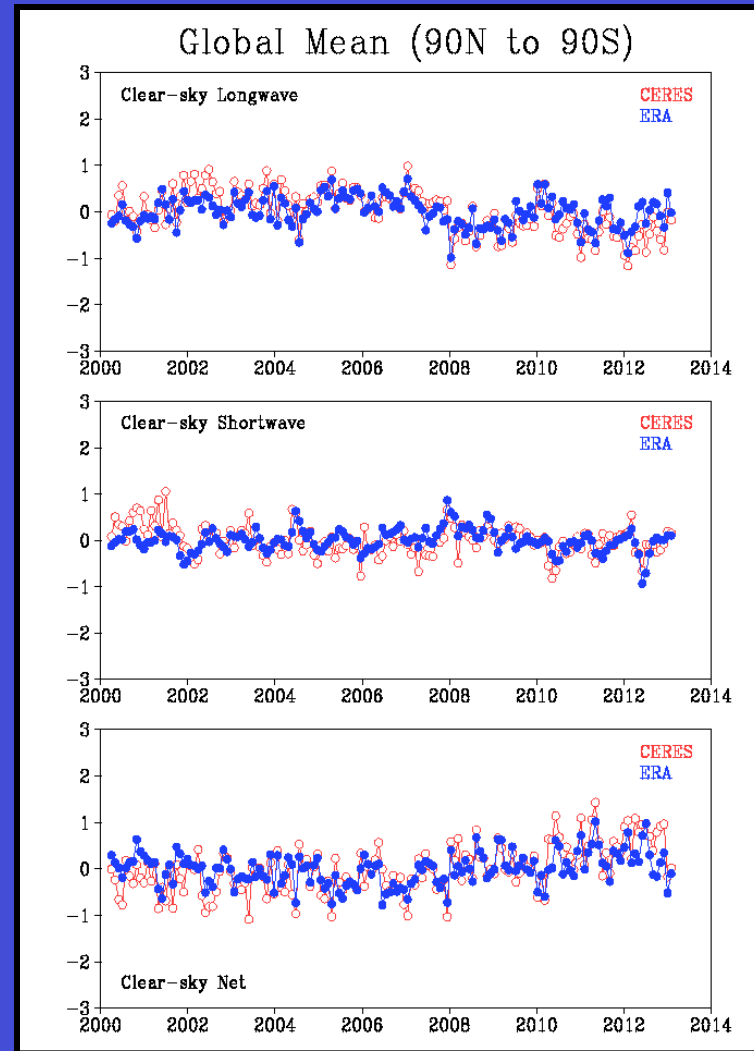 Global Mean (90N to 90S)
3
2
1
0
−1
−2
−3
Clear-sky Longwave
CERES
ERA
2000 2002 2004 2006 2008 2010 2012 2014
3
2
1
0
−1
−2
−3
Clear-sky Shortwave
CERES
ERA
2000 2002 2004 2006 2008 2010 2012 2014
3
2
1
0
−1
−2
−3
CERES
ERA
Clear-sky Net
2000 2002 2004 2006 2008 2010 2012 2014